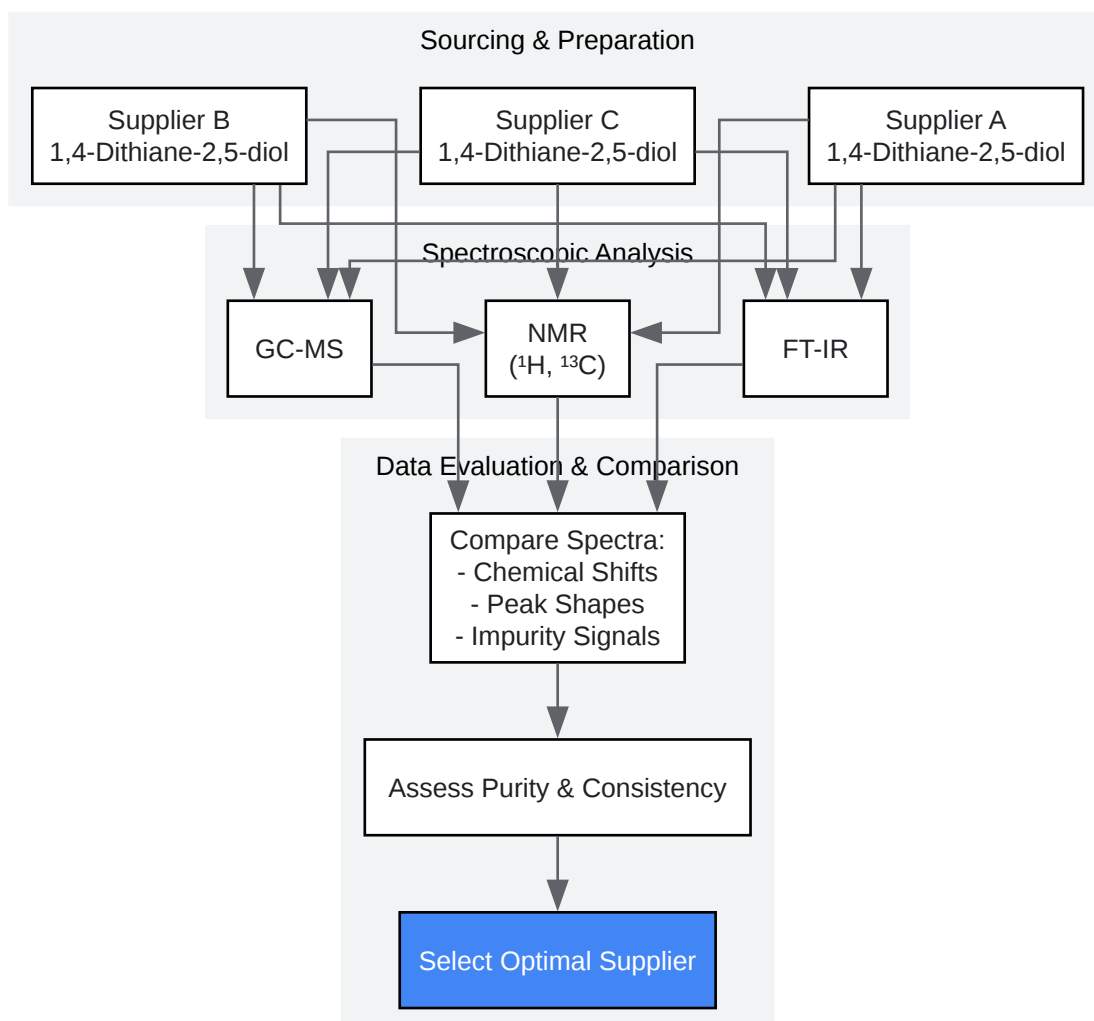 Sourcing & Preparation
Supplier B
1,4-Dithiane-2,5-diol
Supplier C
1,4-Dithiane-2,5-diol
Supplier A
1,4-Dithiane-2,5-diol
Spectroscopic Analysis
GC-MS
NMR
(¹H, ¹³C)
FT-IR
Data Evaluation & Comparison
Compare Spectra:
- Chemical Shifts
- Peak Shapes
- Impurity Signals
Assess Purity & Consistency
Select Optimal Supplier